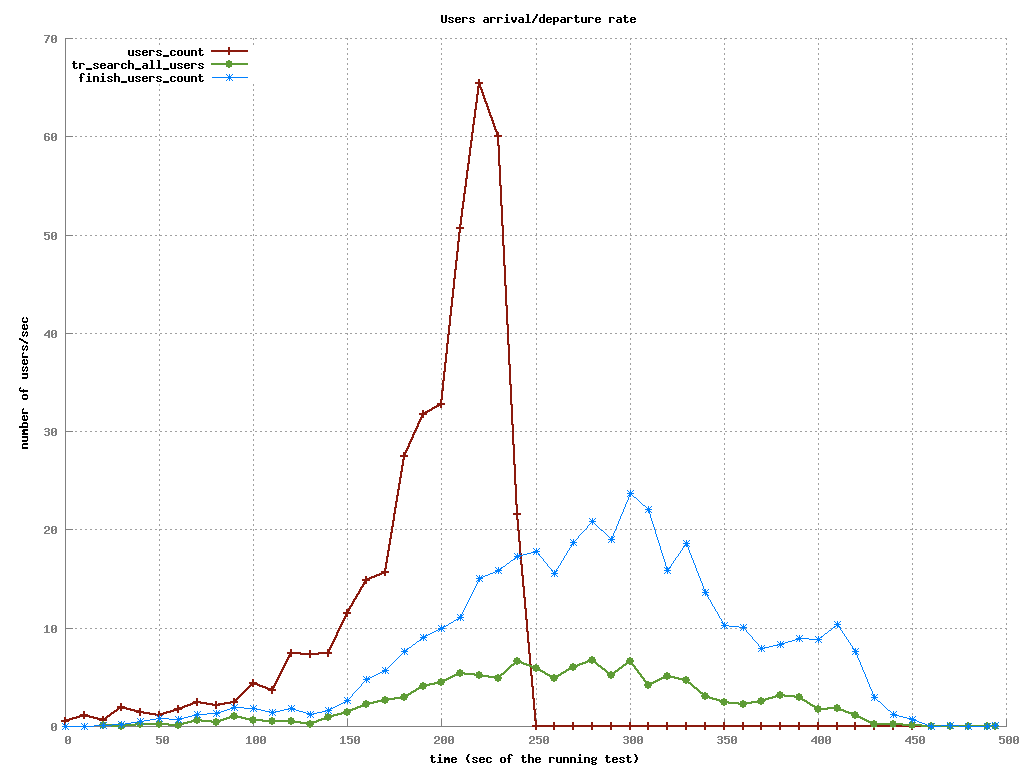 Users arrival/departure rate
users_count
tr_search_all_users
finish_users_count
70
60
50
40
30
20
10
0
number of users/sec
0 50 100 150 200 250 300 350 400 450 500
time (sec of the running test)